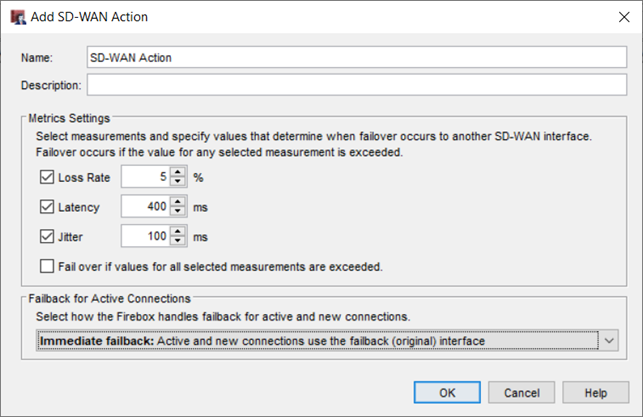 Add SD-WAN Action
Name: SD-WAN Action
Description:
Metrics Settings
Select measurements and specify values that determine when failover occurs to another SD-WAN interface.
Failover occurs if the value for any selected measurement is exceeded.
Loss Rate 5 %
Latency 400 ms
Jitter 100 ms
Fail over if values for all selected measurements are exceeded.
Failback for Active Connections
Select how the Firebox handles failback for active and new connections.
Immediate failback: Active and new connections use the failback (original) interface
OK Cancel Help